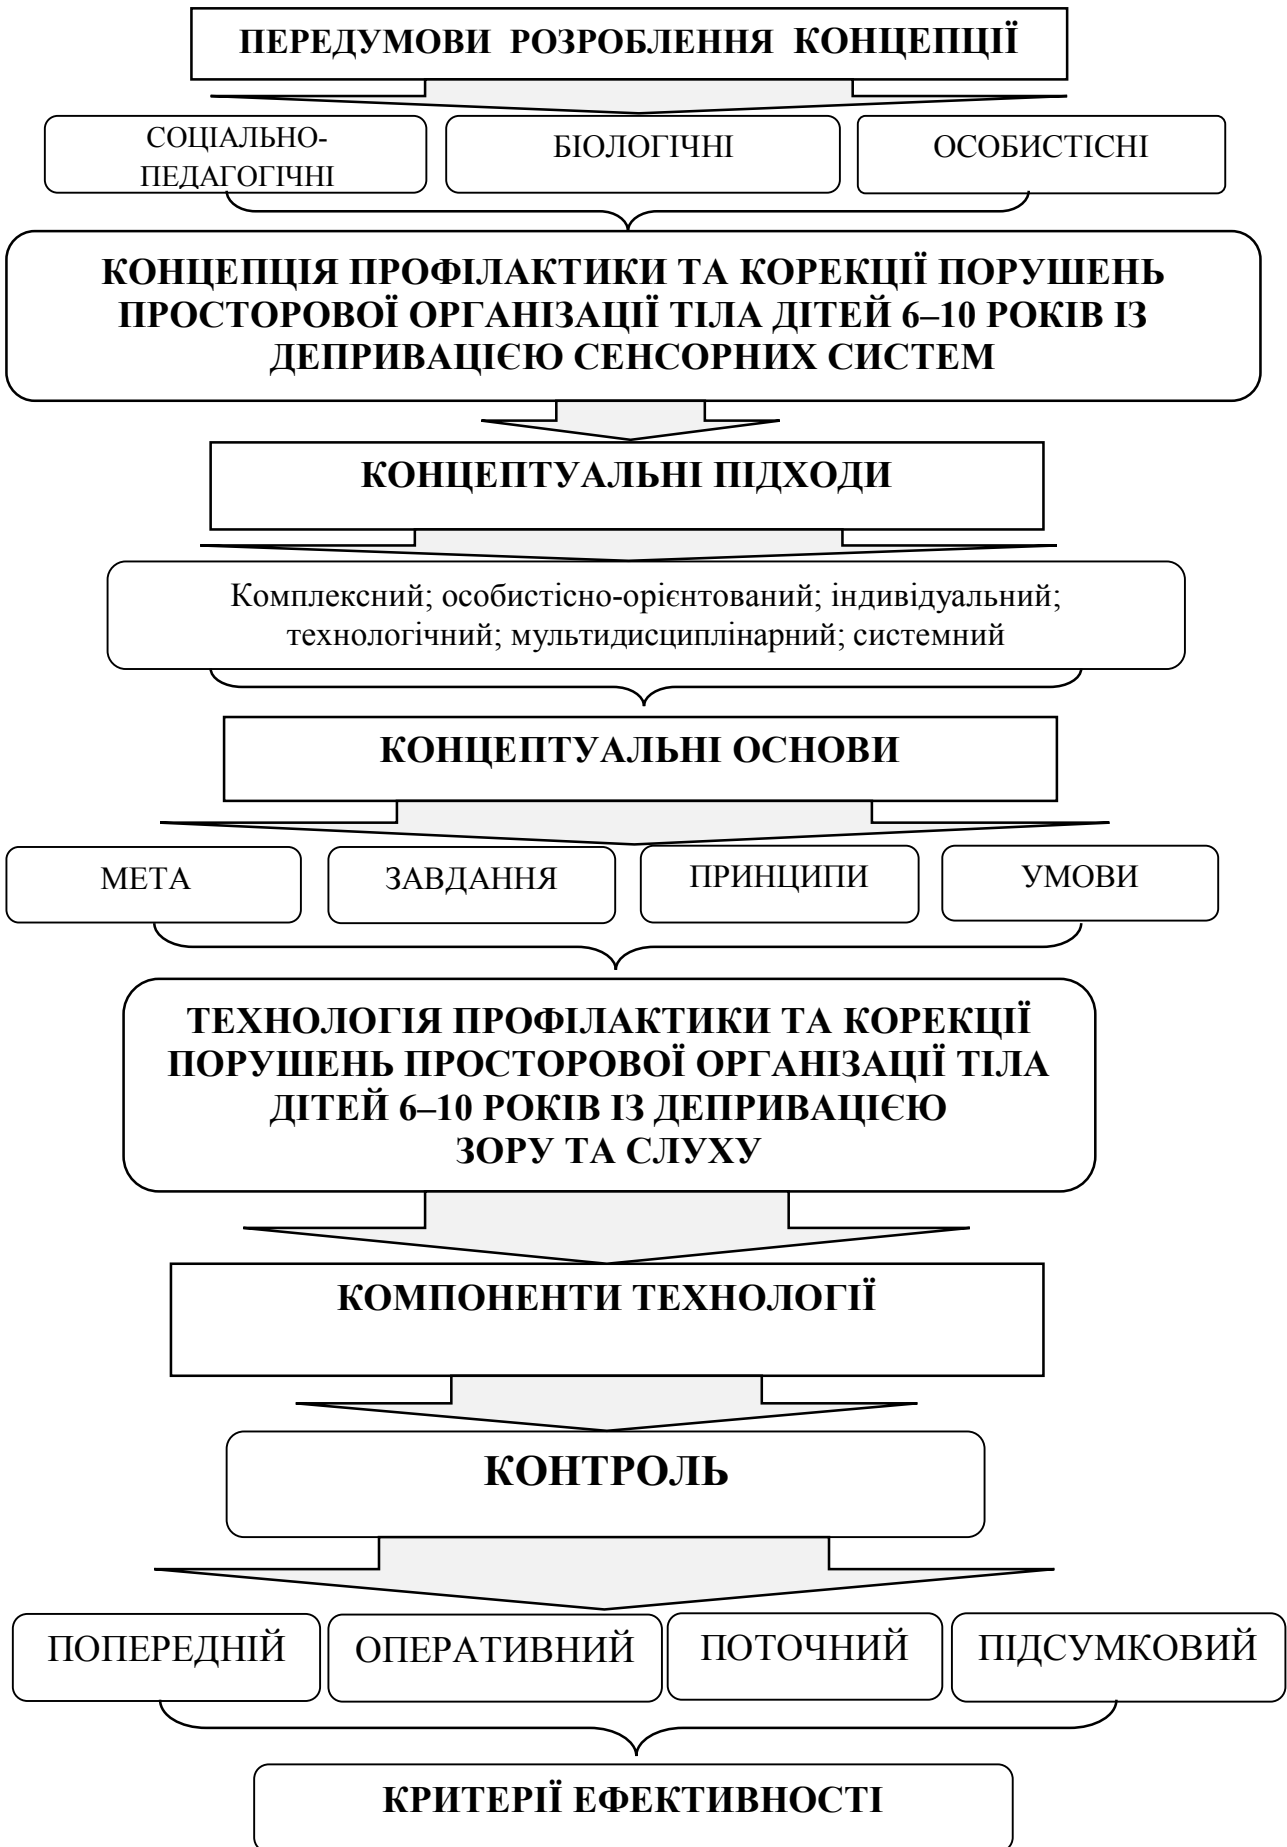 ПЕРЕДУМОВИ РОЗРОБЛЕННЯ КОНЦЕПЦІЇ
СОЦІАЛЬНО-
ПЕДАГОГІЧНІ
БІОЛОГІЧНІ
ОСОБИСТІСНІ
КОНЦЕПЦІЯ ПРОФІЛАКТИКИ ТА КОРЕКЦІЇ ПОРУШЕНЬ
ПРОСТОРОВОЇ ОРГАНІЗАЦІЇ ТІЛА ДІТЕЙ 6–10 РОКІВ ІЗ
ДЕПРИВАЦІЄЮ СЕНСОРНИХ СИСТЕМ
КОНЦЕПТУАЛЬНІ ПІДХОДИ
Комплексний; особистісно-орієнтований; індивідуальний;
технологічний; мультидисциплінарний; системний
КОНЦЕПТУАЛЬНІ ОСНОВИ
МЕТА
ЗАВДАННЯ
ПРИНЦИПИ
УМОВИ
ТЕХНОЛОГІЯ ПРОФІЛАКТИКИ ТА КОРЕКЦІЇ
ПОРУШЕНЬ ПРОСТОРОВОЇ ОРГАНІЗАЦІЇ ТІЛА
ДІТЕЙ 6–10 РОКІВ ІЗ ДЕПРИВАЦІЄЮ
ЗОРУ ТА СЛУХУ
КОМПОНЕНТИ ТЕХНОЛОГІЇ
КОНТРОЛЬ
ПОПЕРЕДНІЙ
ОПЕРАТИВНИЙ
ПОТОЧНИЙ
ПІДСУМКОВИЙ
КРИТЕРІЇ ЕФЕКТИВНОСТІ